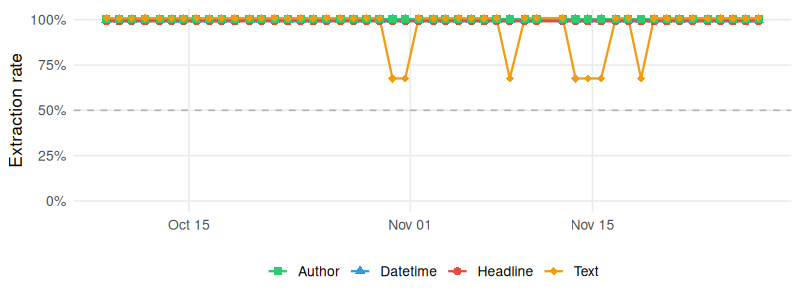 Extraction rate
100%
75%
50%
25%
0%
Oct 15 Nov 01 Nov 15
Author Datetime Headline Text